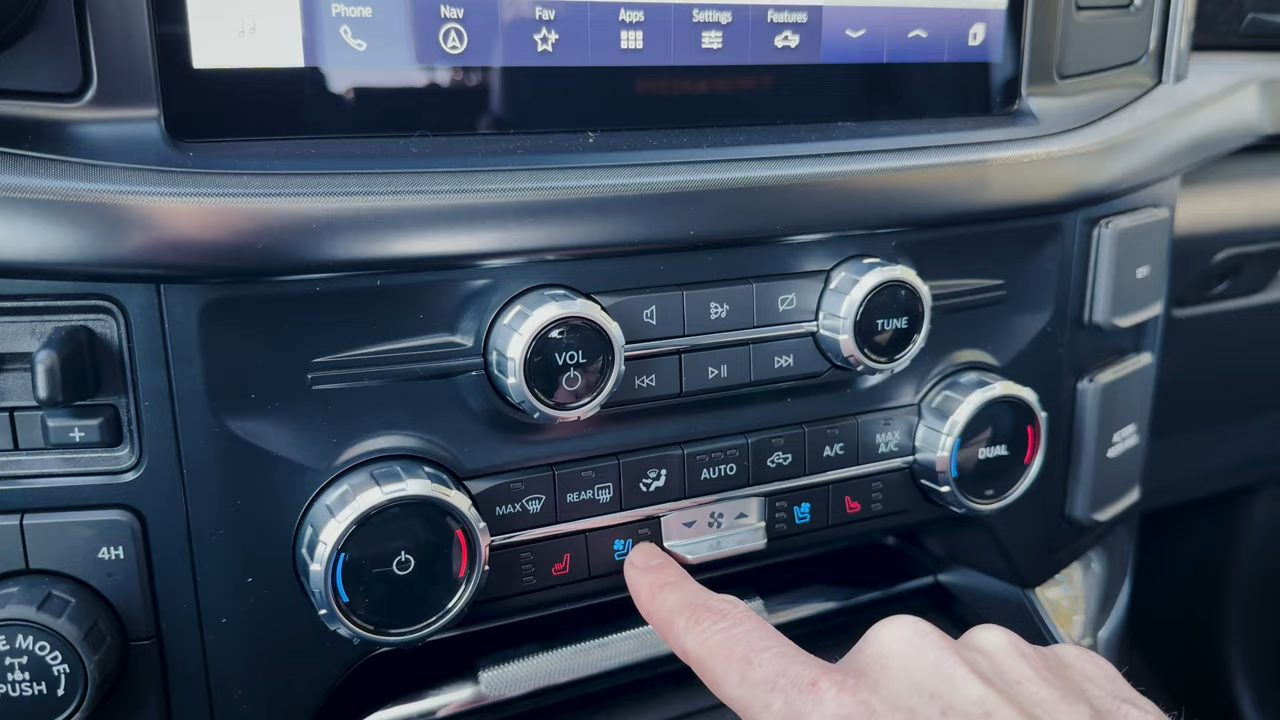 Phone
Nav
Fav
Apps
Settings
Features
VOL
TUNE
MAX
REAR
AUTO
A/C
MAX
A/C
DUAL
+
4H
E MODE
PUSH